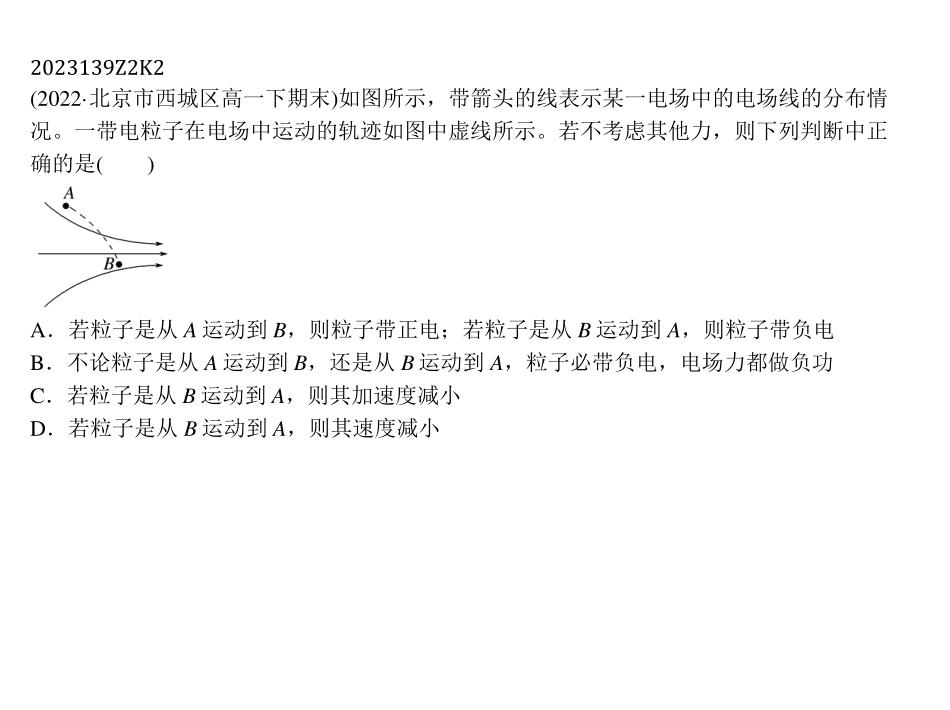 2023139Z2K2
(2022·北京市西城区高一下期末)如图所示，带箭头的线表示某一电场中的电场线的分布情
况。一带电粒子在电场中运动的轨迹如图中虚线所示。若不考虑其他力，则下列判断中正
确的是(　　)
A
B
A．若粒子是从 A 运动到 B，则粒子带正电；若粒子是从 B 运动到 A，则粒子带负电
B．不论粒子是从 A 运动到 B，还是从 B 运动到 A，粒子必带负电，电场力都做负功
C．若粒子是从 B 运动到 A，则其加速度减小
D．若粒子是从 B 运动到 A，则其速度减小